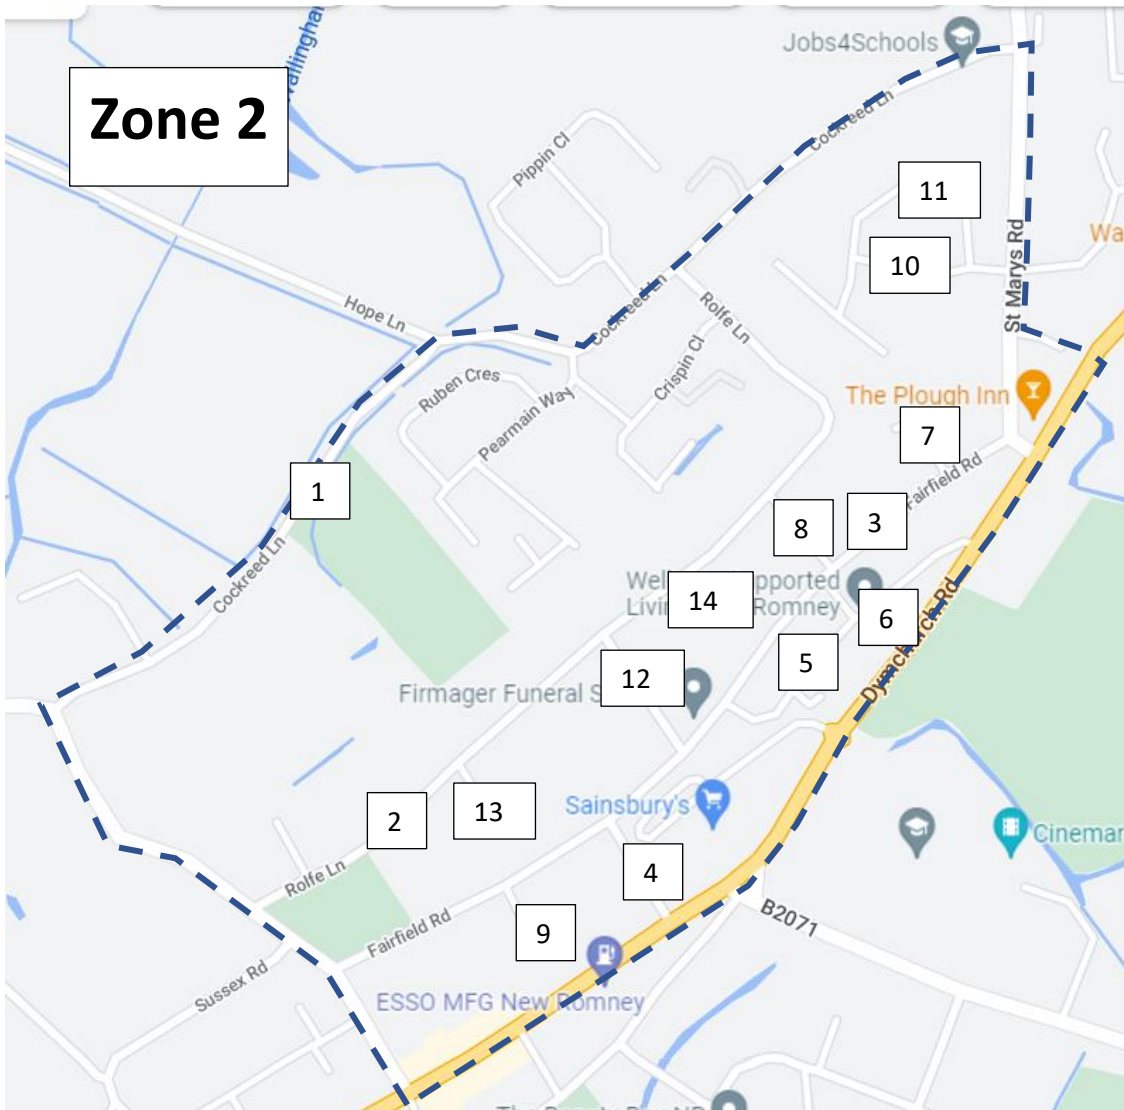 Zone 2
Jobs4Schools
Cockreed Ln
Pippin Cl
11
St Marys Rd
10
Hope Ln
Cockreed Ln
Rolfe Ln
Crispin Cl
Ruben Cres
Pearmain Way
The Plough Inn
7
Fairfield Rd
1
8
3
Cockreed Ln
14
Romney
6
Dymchurch Rd
5
12
Firmager Funeral
13
Sainsbury's
2
4
Rolfe Ln
Fairfield Rd
9
B2071
Sussex Rd
ESSO MFG New Romney